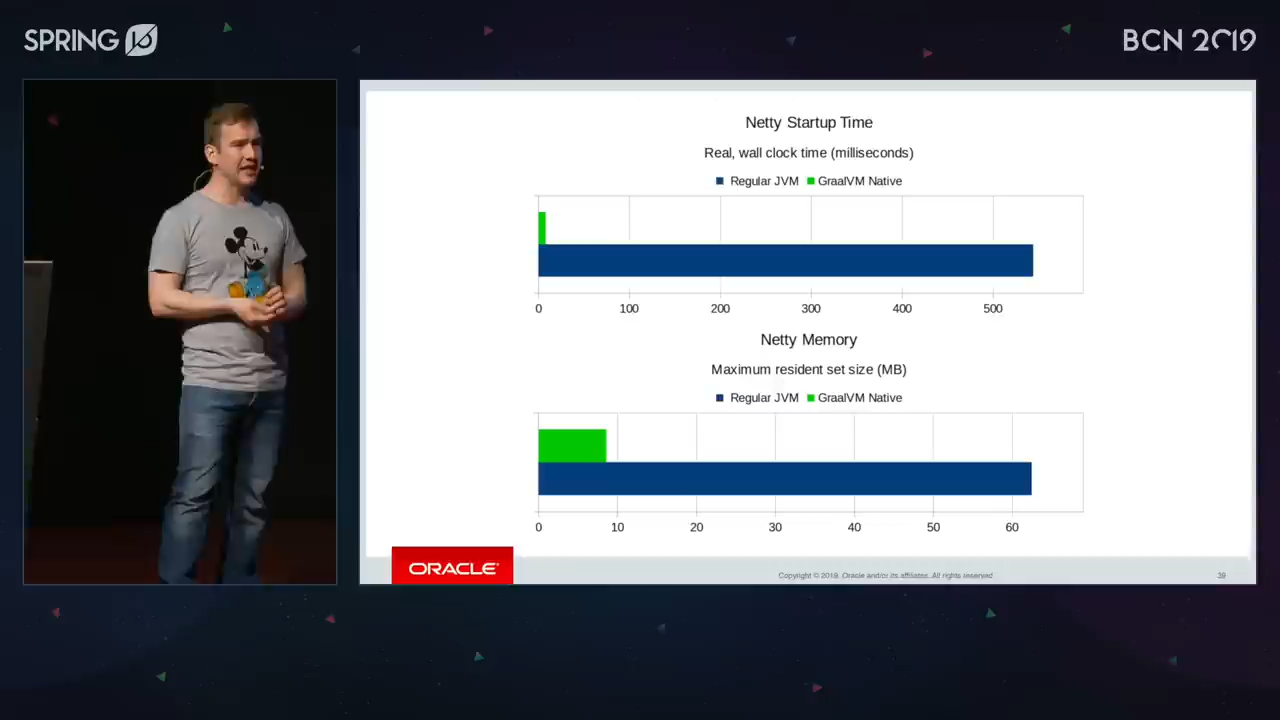 SPRING
BCN 2019
Netty Startup Time
Real, wall clock time (milliseconds)
Regular JVM GraalVM Native
0 100 200 300 400 500
Netty Memory
Maximum resident set size (MB)
Regular JVM GraalVM Native
0 10 20 30 40 50 60
ORACLE®
Copyright © 2019, Oracle and/or its affiliates. All rights reserved.
39